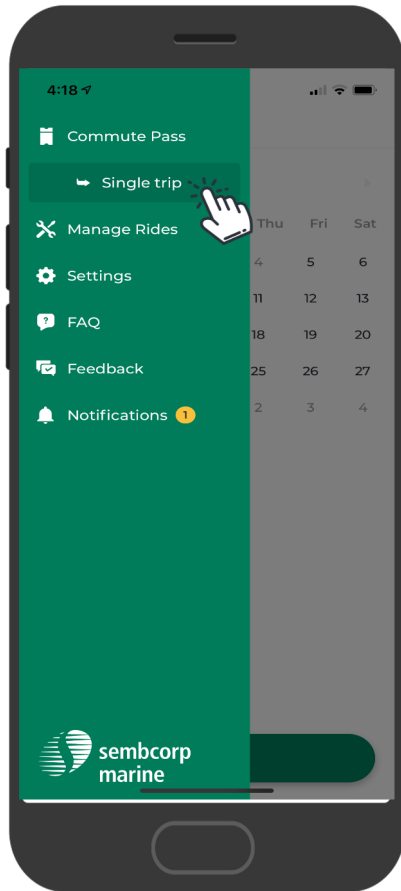 4:18
Commute Pass
Single trip
Manage Rides
Thu Fri Sat
Settings
4 5 6
11 12 13
FAQ
?
18 19 20
Feedback
25 26 27
Notifications 1
2 3 4
sembcorp
marine